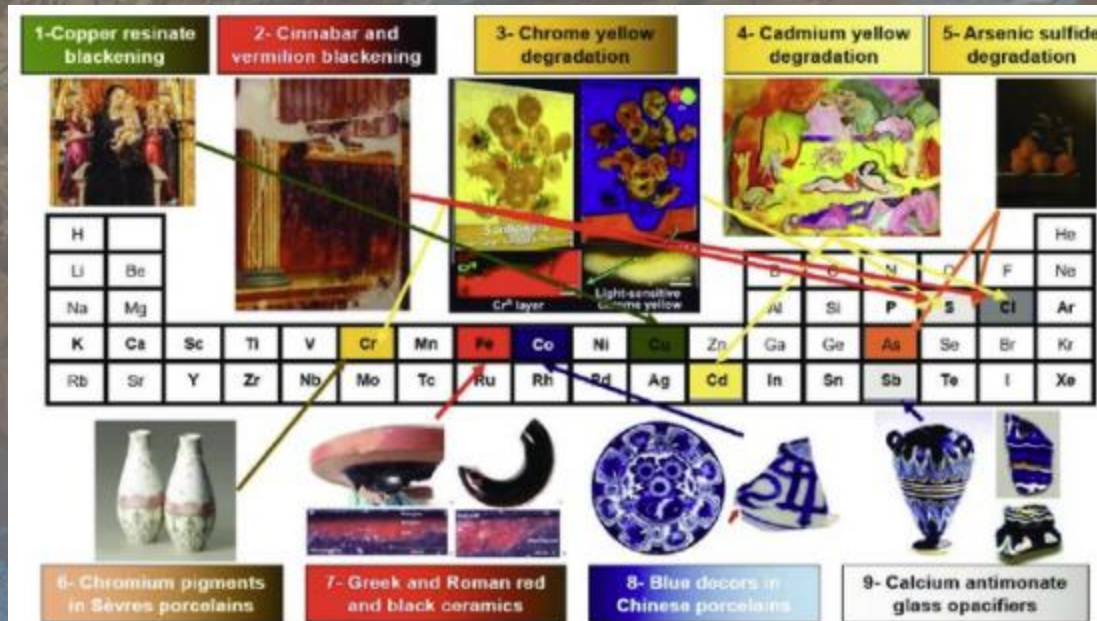 1-Copper resinate
blackening
2- Cinnabar and
vermilion blackening
3- Chrome yellow
degradation
4- Cadmium yellow
degradation
5- Arsenic sulfide
degradation
Cr layer
Light-sensitive
chrome yellow
H He
Li Be N F Ne
Na Mg Al Si P S Cl Ar
K Ca Sc Ti V Cr Mn Fe Co Ni Cu Zn Ga Ge As Se Br Kr
Rb Sr Y Zr Nb Mo Tc Ru Rh Pd Ag Cd In Sn Sb Te I Xe
6- Chromium pigments
in Sèvres porcelains
7- Greek and Roman red
and black ceramics
8- Blue decors in
Chinese porcelains
9- Calcium antimonate
glass opacifiers